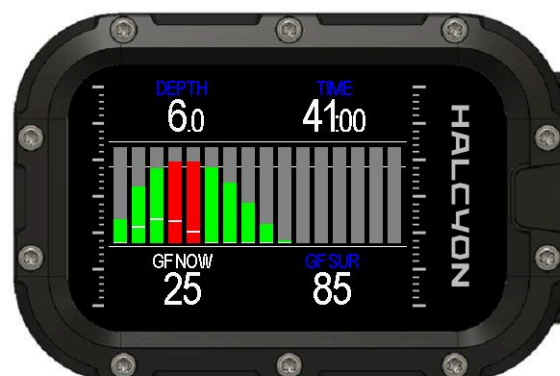 DEPTH TIME
6.0 41:00
GF NOW GF SUR
25 85
HALCYON